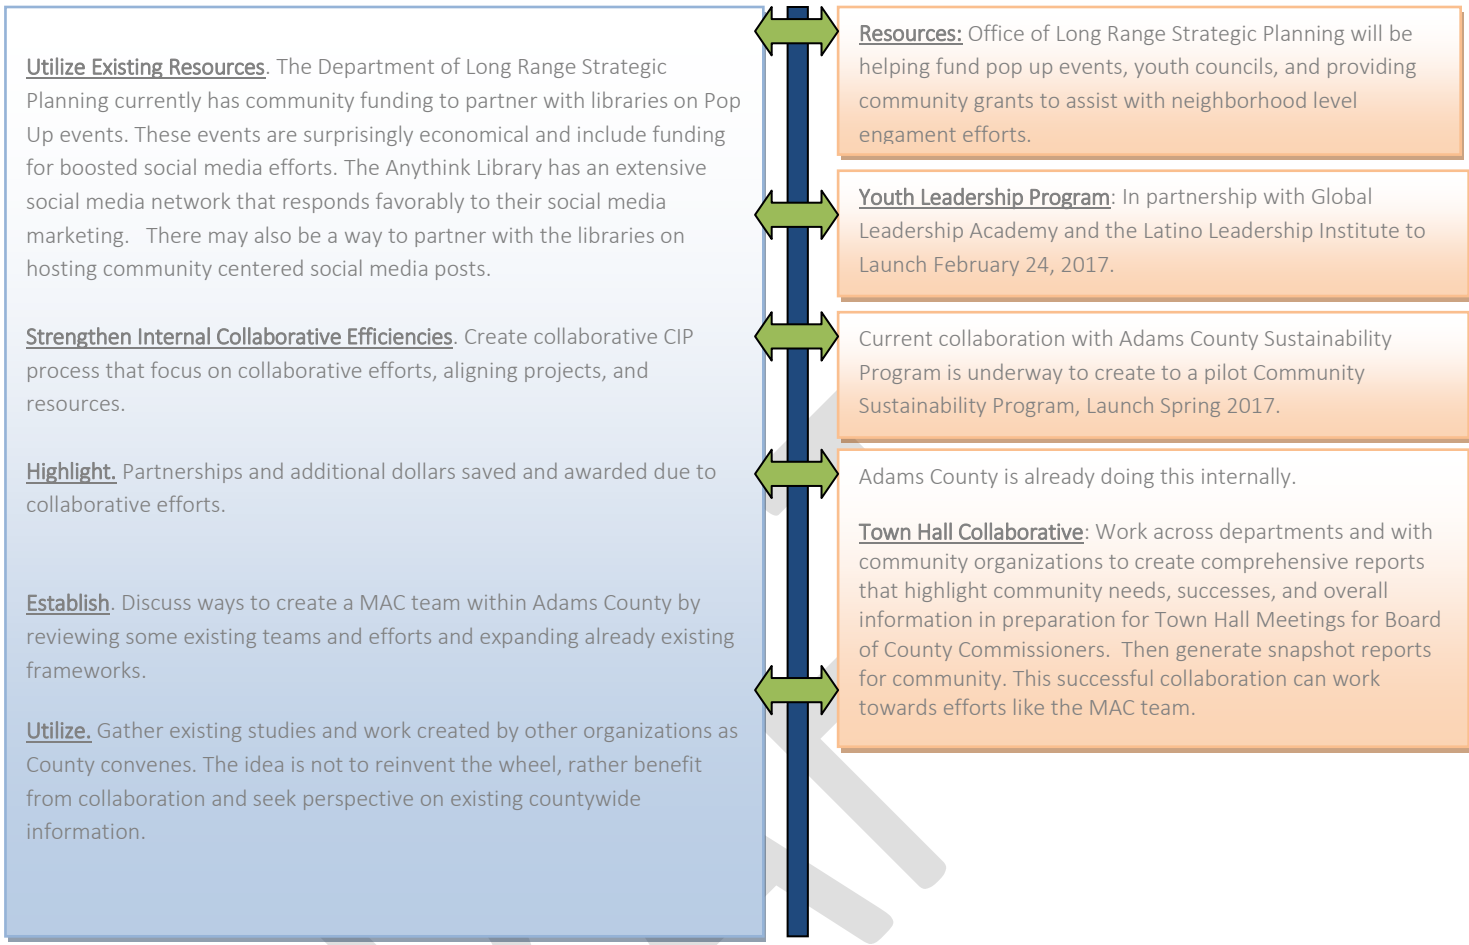 Utilize Existing Resources. The Department of Long Range Strategic
Planning currently has community funding to partner with libraries on Pop
Up events. These events are surprisingly economical and include funding
for boosted social media efforts. The Anythink Library has an extensive
social media network that responds favorably to their social media
marketing.   There may also be a way to partner with the libraries on
hosting community centered social media posts.
Strengthen Internal Collaborative Efficiencies. Create collaborative CIP
process that focus on collaborative efforts, aligning projects, and
resources.
Highlight. Partnerships and additional dollars saved and awarded due to
collaborative efforts.
Establish. Discuss ways to create a MAC team within Adams County by
reviewing some existing teams and efforts and expanding already existing
frameworks.
Utilize. Gather existing studies and work created by other organizations as
County convenes. The idea is not to reinvent the wheel, rather benefit
from collaboration and seek perspective on existing countywide
information.
Resources: Office of Long Range Strategic Planning will be
helping fund pop up events, youth councils, and providing
community grants to assist with neighborhood level
engament efforts.
Youth Leadership Program: In partnership with Global
Leadership Academy and the Latino Leadership Institute to
Launch February 24, 2017.
Current collaboration with Adams County Sustainability
Program is underway to create to a pilot Community
Sustainability Program, Launch Spring 2017.
Adams County is already doing this internally.
Town Hall Collaborative: Work across departments and with
community organizations to create comprehensive reports
that highlight community needs, successes, and overall
information in preparation for Town Hall Meetings for Board
of County Commissioners.  Then generate snapshot reports
for community. This successful collaboration can work
towards efforts like the MAC team.